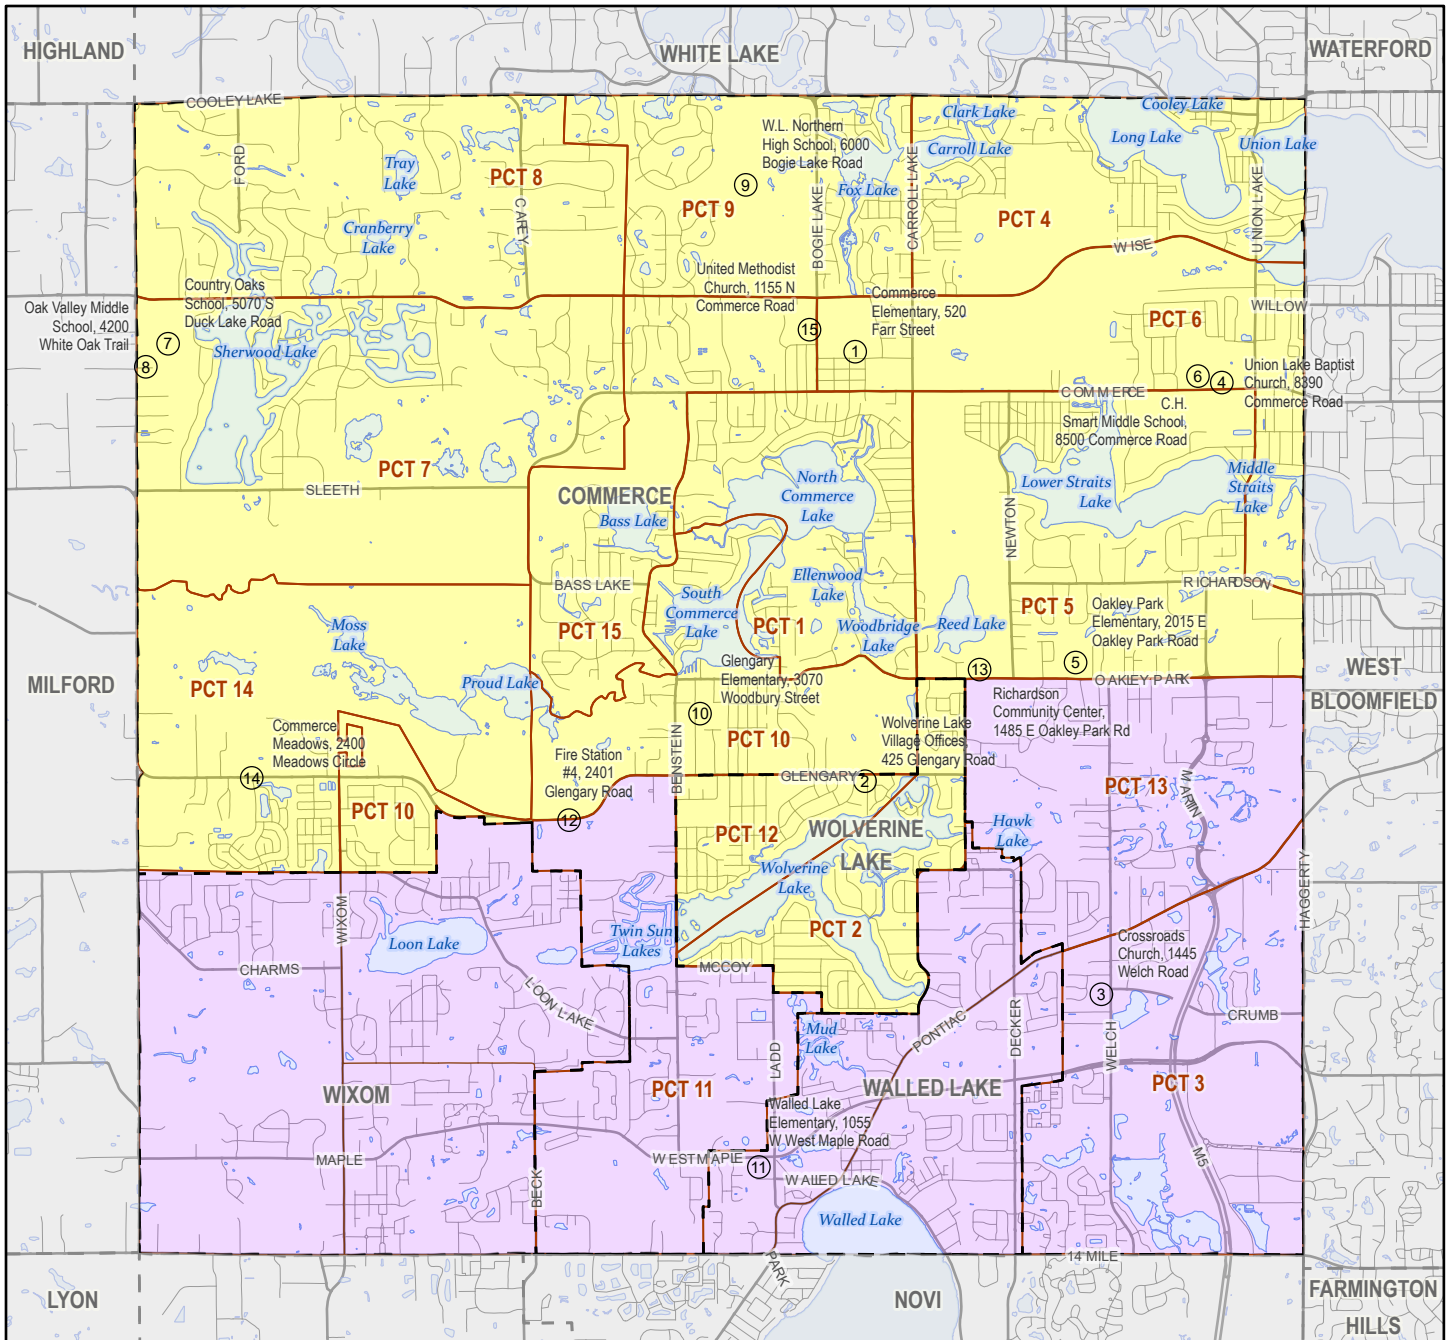 HIGHLAND
WHITE LAKE
WATERFORD
COOLEY LAKE
Cooley Lake
Clark Lake
W.L. Northern
High School, 6000
Bogie Lake Road
Long Lake
Union Lake
Carroll Lake
FORD
Tray
Lake
PCT 8
9
Fox Lake
CAREY
PCT 9
BOGIE LAKE
CARROLL LAKE
PCT 4
UNION LAKE
Cranberry
Lake
WISE
United Methodist
Church, 1155 N
Commerce Road
Country Oaks
School, 5070 S
Duck Lake Road
Commerce
Elementary, 520
Farr Street
Oak Valley Middle
School, 4200
White Oak Trail
WILLOW
PCT 6
15
7
8
Sherwood Lake
1
6
4
Union Lake Baptist
Church, 8390
Commerce Road
COMMERCE
C.H.
Smart Middle School,
8500 Commerce Road
PCT 7
SLEETH
COMMERCE
Bass Lake
North
Commerce
Lake
Lower Straits
Lake
Middle
Straits
Lake
NEWTON
BASS LAKE
RICHARDSON
South
Commerce
Lake
Ellenwood
Lake
PCT 5
Oakley Park
Elementary, 2015 E
Oakley Park Road
Moss
Lake
PCT 15
PCT 1
Woodbridge
Lake
Reed Lake
MILFORD
PCT 14
Proud Lake
Glengary
Elementary, 3070
Woodbury Street
13
5
OAKLEY PARK
WEST
BLOOMFIELD
Richardson
Community Center,
1485 E Oakley Park Rd
10
Commerce
Meadows, 2400
Meadows Circle
Wolverine Lake
Village Offices,
425 Glengary Road
Fire Station
#4, 2401
Glengary Road
BENSTEIN
PCT 10
14
GLENGARY
2
MARTIN
PCT 13
PCT 10
12
PCT 12
WOLVERINE
LAKE
Hawk
Lake
Wolverine
Lake
HAGGERTY
WIXOM
Loon Lake
Twin Sun
Lakes
PCT 2
Crossroads
Church, 1445
Welch Road
CHARMS
MCCOY
LOON LAKE
3
CRUMB
Mud
Lake
PONTIAC
DECKER
WELCH
LADD
WIXOM
PCT 11
WALLED LAKE
PCT 3
Walled Lake
Elementary, 1055
W West Maple Road
MAPLE
WEST MAPLE
11
M5
BECK
WALLED LAKE
Walled Lake
14 MILE
PARK
LYON
NOVI
FARMINGTON
HILLS